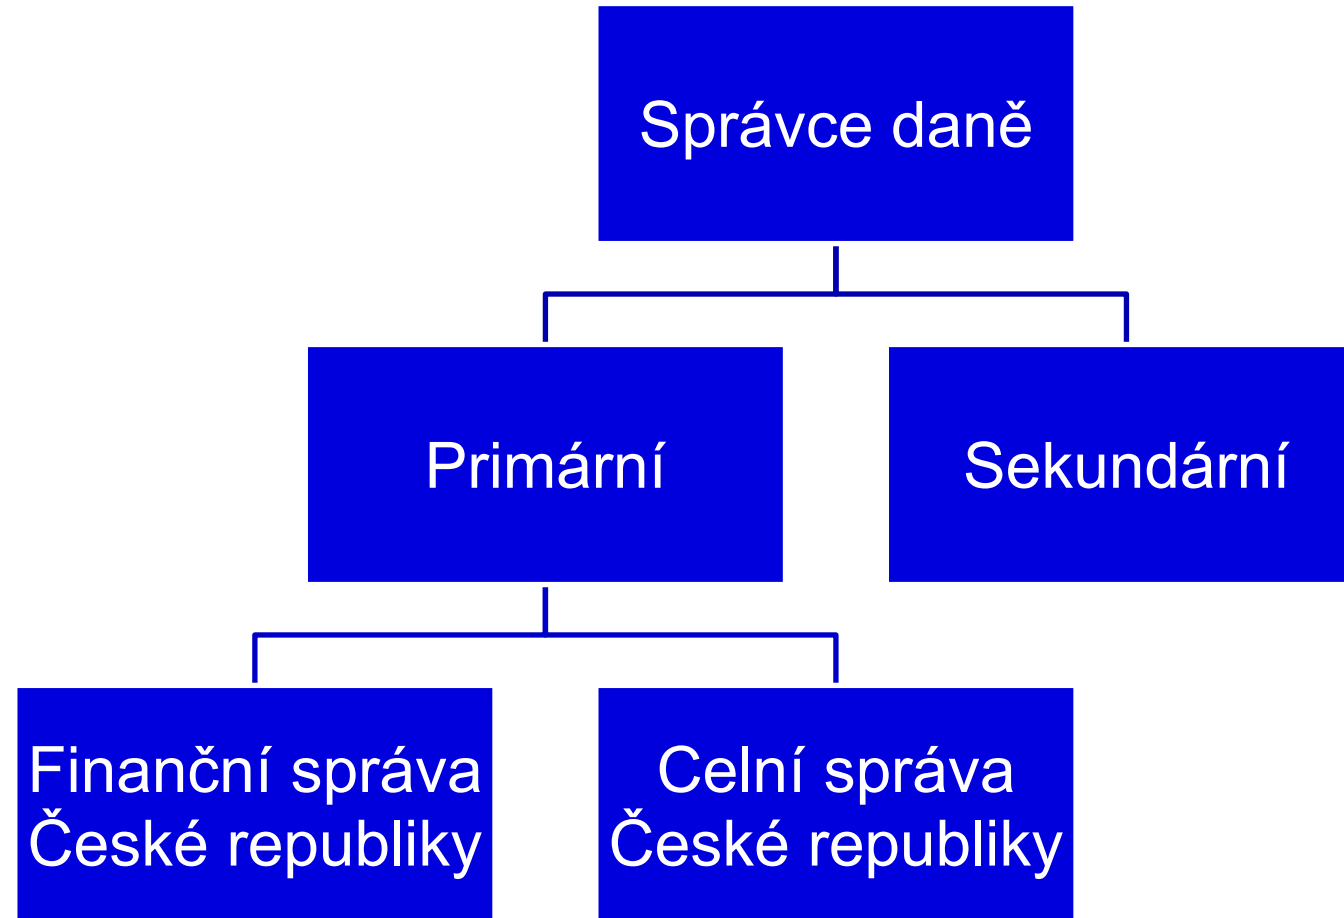 Správce daně
Primární
Sekundární
Finanční správa
České republiky
Celní správa
České republiky